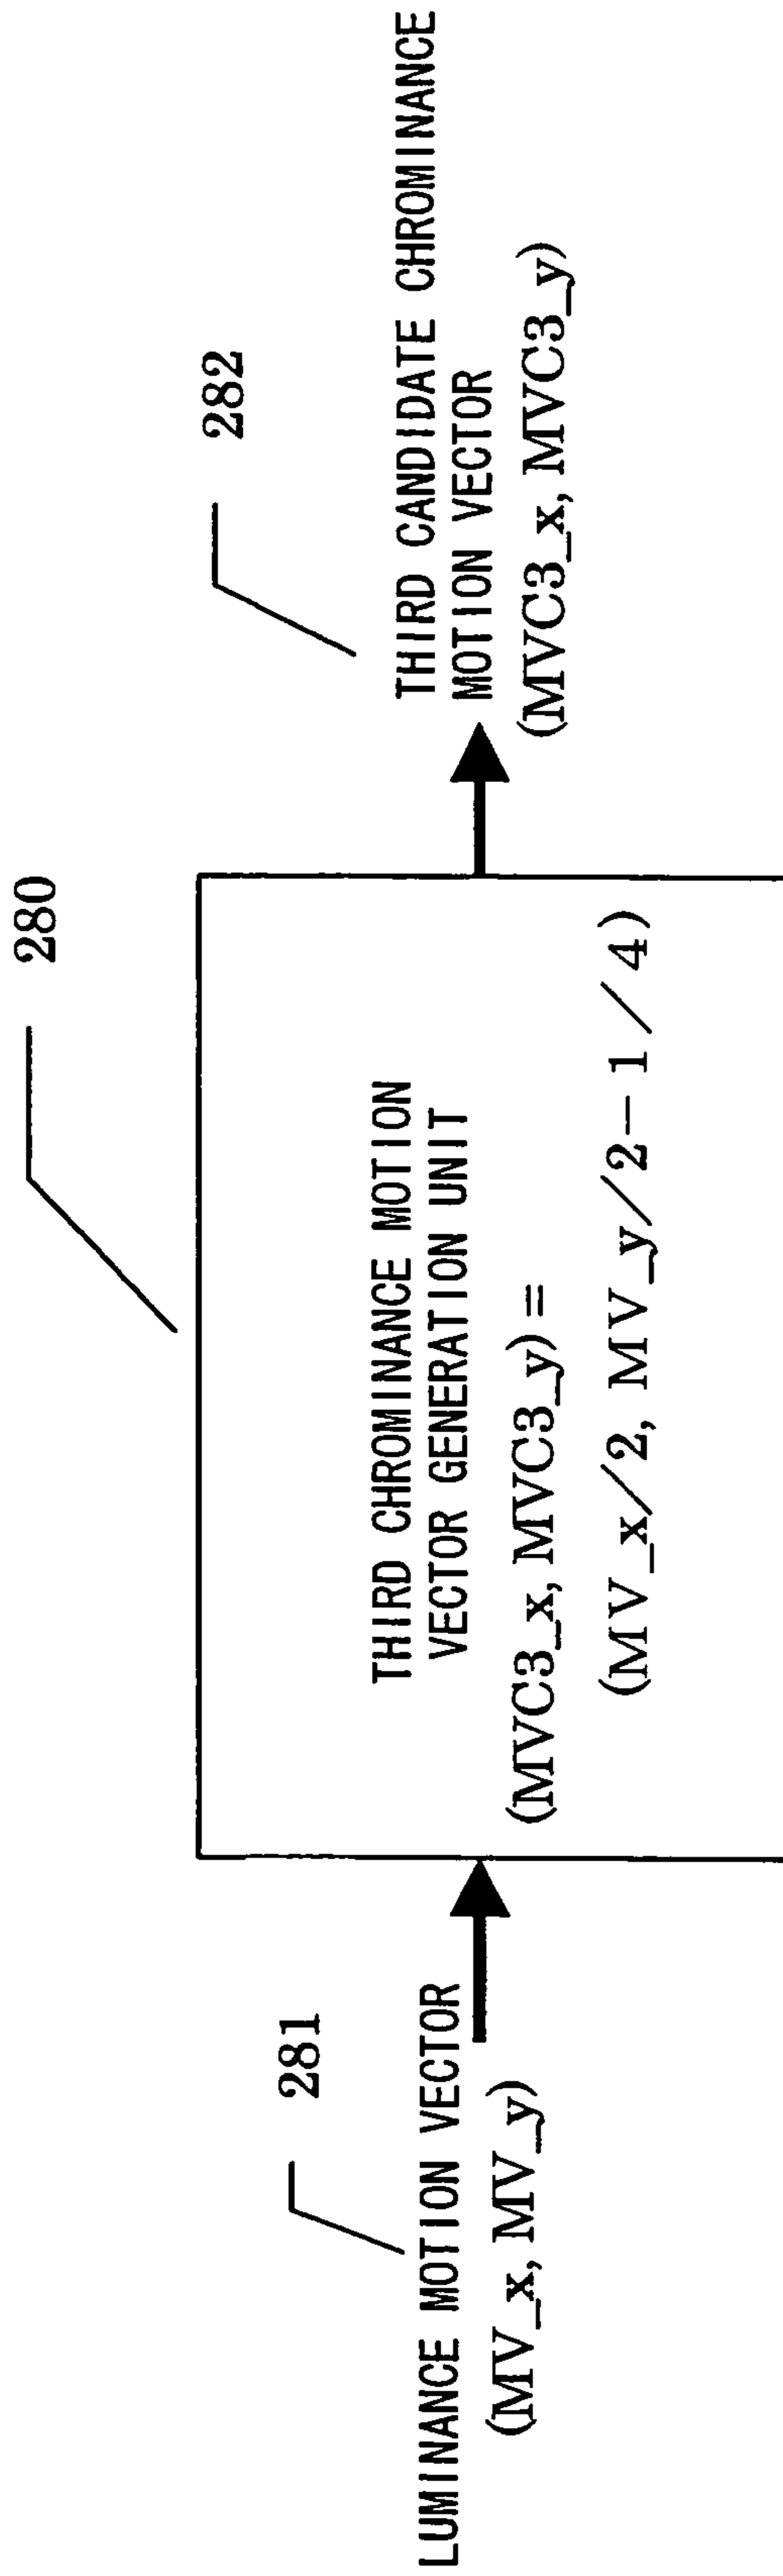 280
281
LUMINANCE MOTION VECTOR
(MV_x, MV_y)
THIRD CHROMINANCE MOTION
VECTOR GENERATION UNIT
(MVC3_x, MVC3_y) =
(MV_x/2, MV_y/2−1/4)
282
THIRD CANDIDATE CHROMINANCE
MOTION VECTOR
(MVC3_x, MVC3_y)